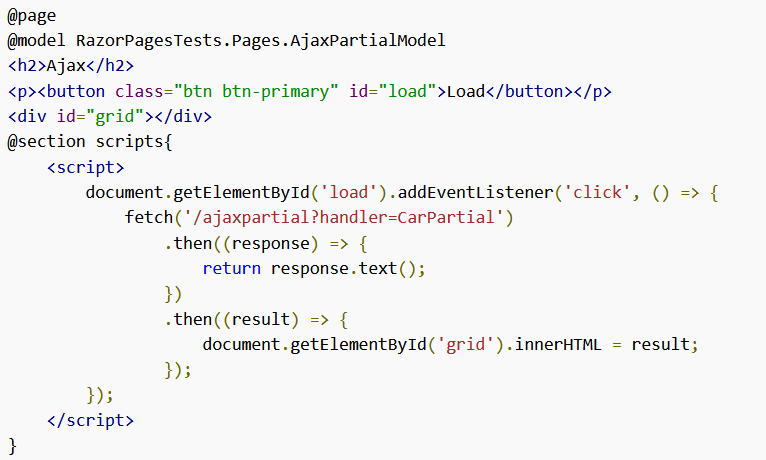 @page
@model RazorPagesTests.Pages.AjaxPartialModel
<h2>Ajax</h2>
<p><button class="btn btn-primary" id="load">Load</button></p>
<div id="grid"></div>
@section scripts{
    <script>
        document.getElementById('load').addEventListener('click', () => {
            fetch('/ajaxpartial?handler=CarPartial')
                .then((response) => {
                    return response.text();
                })
                .then((result) => {
                    document.getElementById('grid').innerHTML = result;
                });
        });
    </script>
}